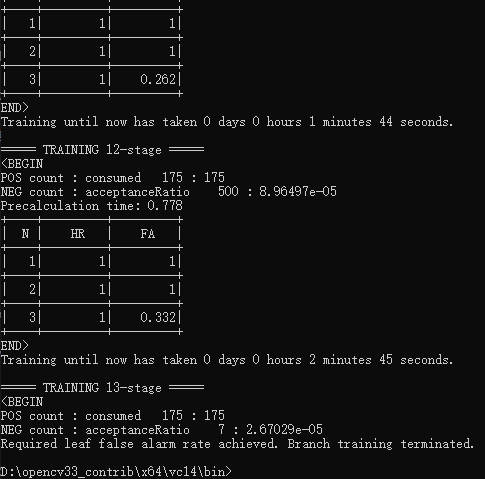 | 1| 1| 1|
| 2| 1| 1|
| 3| 1| 0.262|
END>
Training until now has taken 0 days 0 hours 1 minutes 44 seconds.
===== TRAINING 12-stage =====
<BEGIN
POS count : consumed 175 : 175
NEG count : acceptanceRatio 500 : 8.96497e-05
Precalculation time: 0.778
| N | HR | FA |
| 1| 1| 1|
| 2| 1| 1|
| 3| 1| 0.332|
END>
Training until now has taken 0 days 0 hours 2 minutes 45 seconds.
===== TRAINING 13-stage =====
<BEGIN
POS count : consumed 175 : 175
NEG count : acceptanceRatio 7 : 2.67029e-05
Required leaf false alarm rate achieved. Branch training terminated.
D:\opencv33_contrib\x64\vc14\bin>